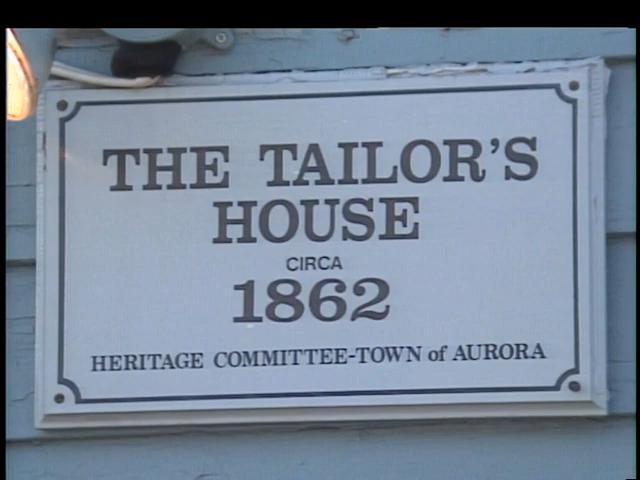 THE TAILOR'S
HOUSE
CIRCA
1862
HERITAGE COMMITTEE-TOWN of AURORA